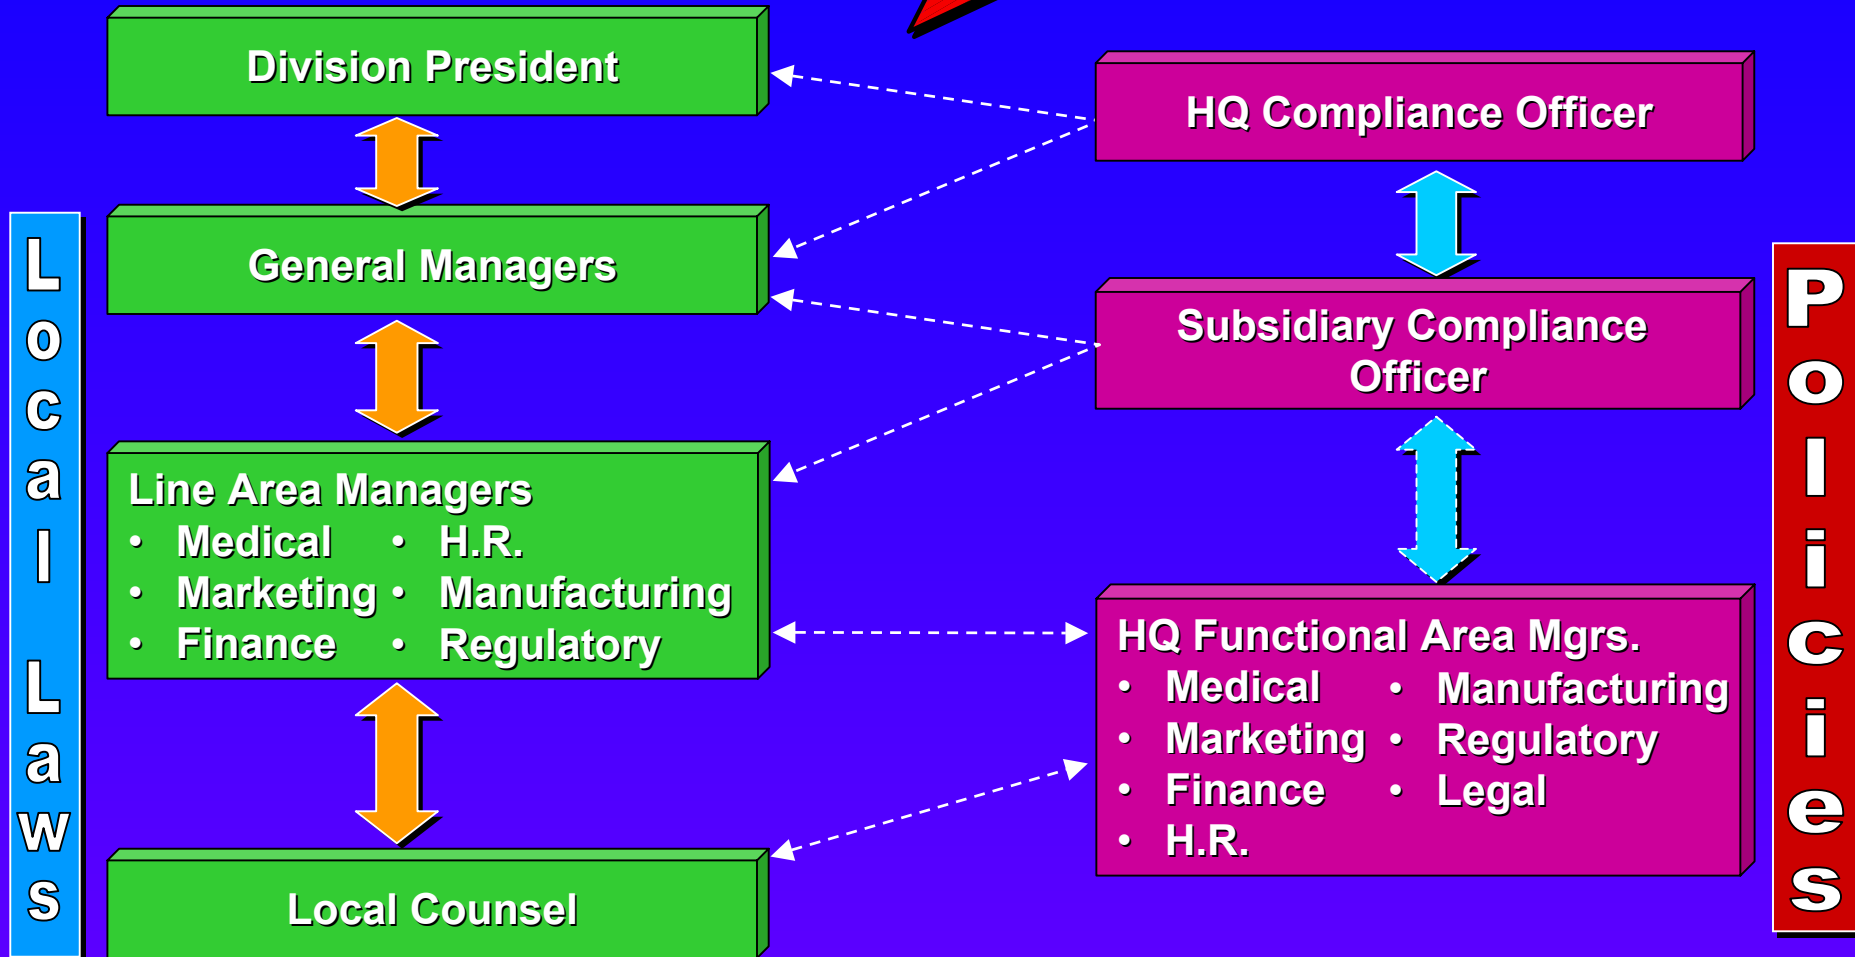 Division President
General Managers
Line Area Managers
• Medical • H.R.
• Marketing • Manufacturing
• Finance • Regulatory
Local Counsel
HQ Compliance Officer
Subsidiary Compliance
Officer
HQ Functional Area Mgrs.
• Medical • Manufacturing
• Marketing • Regulatory
• Finance • Legal
• H.R.
Local Laws
Policies